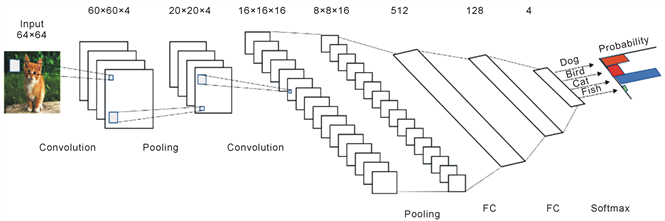 60×60×4
20×20×4
16×16×16
8×8×16
512
128
4
Input
64×64
Probability
Dog
Bird
Cat
Fish
Convolution
Pooling
Convolution
Pooling
FC
FC
Softmax